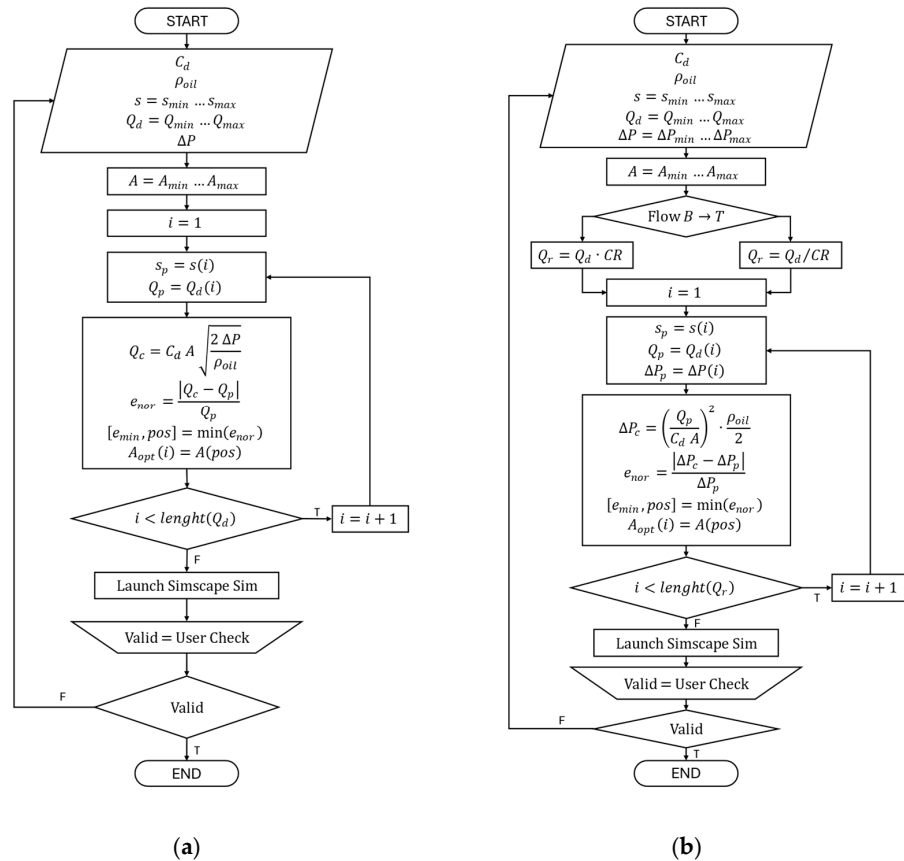 START
C_d
ρ_oil
s = s_min … s_max
Q_d = Q_min … Q_max
ΔP
A = A_min … A_max
i = 1
s_p = s(i)
Q_p = Q_d(i)
Q_c = C_d A √(2 ΔP / ρ_oil)
e_nor = |Q_c − Q_p| / Q_p
[e_min, pos] = min(e_nor)
A_opt(i) = A(pos)
i < lenght(Q_d)
T
i = i + 1
F
Launch Simscape Sim
Valid = User Check
F
Valid
T
END
(a)
START
C_d
ρ_oil
s = s_min … s_max
Q_d = Q_min … Q_max
ΔP = ΔP_min … ΔP_max
A = A_min … A_max
Flow B → T
Q_r = Q_d · CR
Q_r = Q_d/CR
i = 1
s_p = s(i)
Q_p = Q_d(i)
ΔP_p = ΔP(i)
ΔP_c = (Q_p / C_d A)² · ρ_oil / 2
e_nor = |ΔP_c − ΔP_p| / ΔP_p
[e_min, pos] = min(e_nor)
A_opt(i) = A(pos)
i < lenght(Q_r)
T
i = i + 1
F
Launch Simscape Sim
Valid = User Check
F
Valid
T
END
(b)